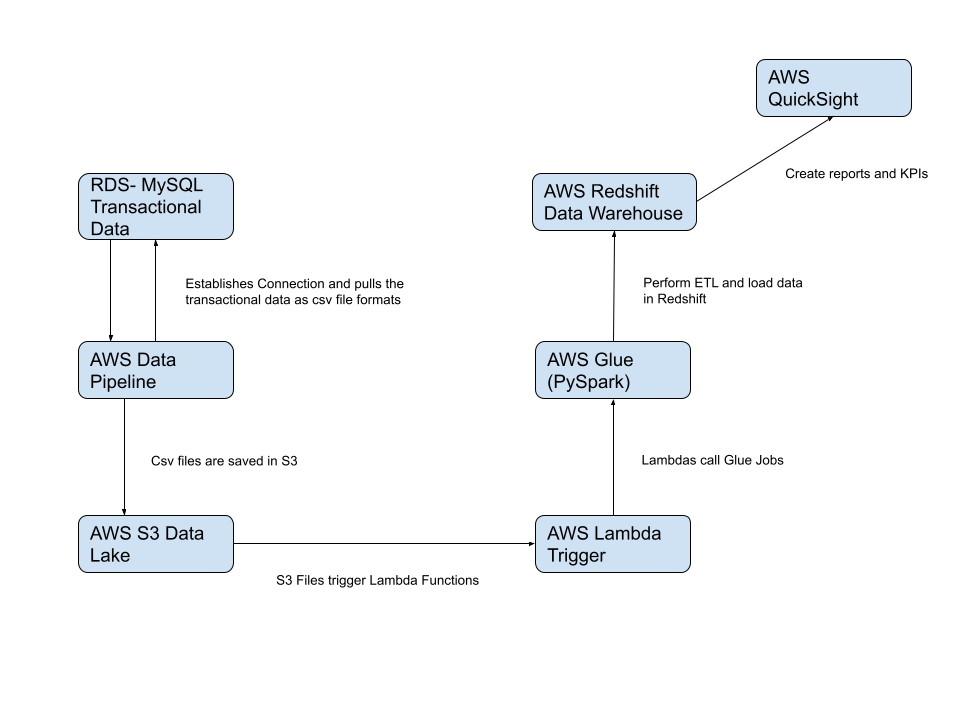 AWS
QuickSight
Create reports and KPIs
RDS- MySQL
Transactional
Data
AWS Redshift
Data Warehouse
Establishes Connection and pulls the
transactional data as csv file formats
Perform ETL and load data
in Redshift
AWS Data
Pipeline
AWS Glue
(PySpark)
Csv files are saved in S3
Lambdas call Glue Jobs
AWS S3 Data
Lake
AWS Lambda
Trigger
S3 Files trigger Lambda Functions